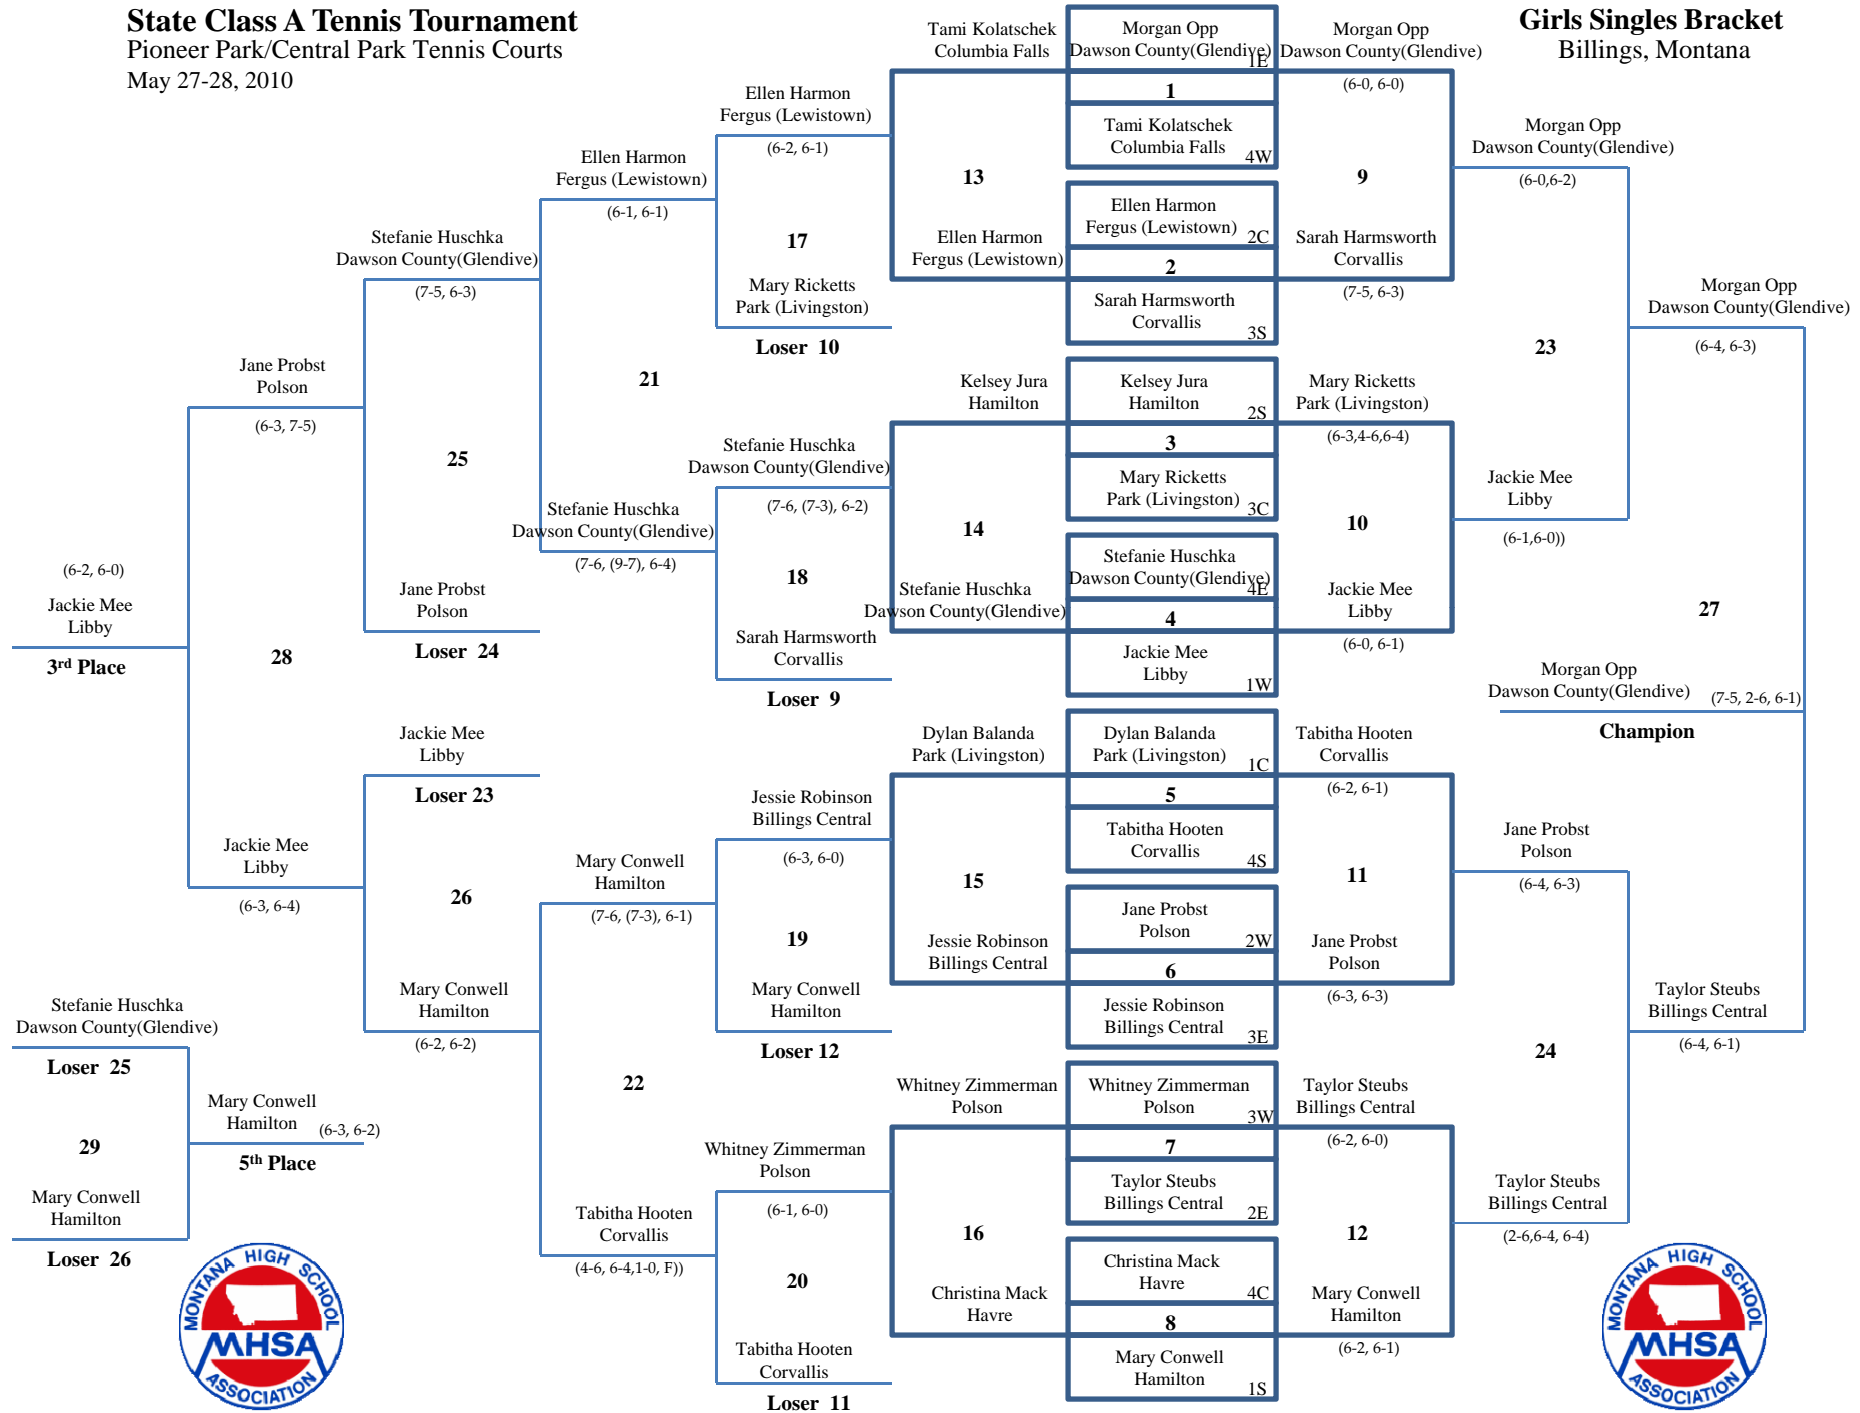 State Class A Tennis Tournament
Pioneer Park/Central Park Tennis Courts
May 27-28, 2010
Girls Singles Bracket
Billings, Montana
(6-2, 6-0)
Jackie Mee
Libby
3rd Place
28
Stefanie Huschka
Dawson County(Glendive)
Loser 25
29
Mary Conwell
Hamilton
Loser 26
Jane Probst
Polson
(6-3, 7-5)
Jackie Mee
Libby
(6-3, 6-4)
Mary Conwell
Hamilton
(6-3, 6-2)
5th Place
Stefanie Huschka
Dawson County(Glendive)
(7-5, 6-3)
25
Jane Probst
Polson
Loser 24
Jackie Mee
Libby
Loser 23
26
Mary Conwell
Hamilton
(6-2, 6-2)
Ellen Harmon
Fergus (Lewistown)
(6-1, 6-1)
21
Stefanie Huschka
Dawson County(Glendive)
(7-6, (9-7), 6-4)
Mary Conwell
Hamilton
(7-6, (7-3), 6-1)
22
Tabitha Hooten
Corvallis
(4-6, 6-4,1-0, F))
Ellen Harmon
Fergus (Lewistown)
(6-2, 6-1)
17
Mary Ricketts
Park (Livingston)
Loser 10
Stefanie Huschka
Dawson County(Glendive)
(7-6, (7-3), 6-2)
18
Sarah Harmsworth
Corvallis
Loser 9
Jessie Robinson
Billings Central
(6-3, 6-0)
19
Mary Conwell
Hamilton
Loser 12
Whitney Zimmerman
Polson
(6-1, 6-0)
20
Tabitha Hooten
Corvallis
Loser 11
Tami Kolatschek
Columbia Falls
13
Ellen Harmon
Fergus (Lewistown)
Kelsey Jura
Hamilton
14
Stefanie Huschka
Dawson County(Glendive)
Dylan Balanda
Park (Livingston)
15
Jessie Robinson
Billings Central
Whitney Zimmerman
Polson
16
Christina Mack
Havre
Morgan Opp
Dawson County(Glendive)
1E
1
Tami Kolatschek
Columbia Falls
4W
Ellen Harmon
Fergus (Lewistown)
2C
2
Sarah Harmsworth
Corvallis
3S
Kelsey Jura
Hamilton
2S
3
Mary Ricketts
Park (Livingston)
3C
Stefanie Huschka
Dawson County(Glendive)
4E
4
Jackie Mee
Libby
1W
Dylan Balanda
Park (Livingston)
1C
5
Tabitha Hooten
Corvallis
4S
Jane Probst
Polson
2W
6
Jessie Robinson
Billings Central
3E
Whitney Zimmerman
Polson
3W
7
Taylor Steubs
Billings Central
2E
Christina Mack
Havre
4C
8
Mary Conwell
Hamilton
1S
Morgan Opp
Dawson County(Glendive)
(6-0, 6-0)
9
Sarah Harmsworth
Corvallis
(7-5, 6-3)
Mary Ricketts
Park (Livingston)
(6-3,4-6,6-4)
10
Jackie Mee
Libby
(6-0, 6-1)
Tabitha Hooten
Corvallis
(6-2, 6-1)
11
Jane Probst
Polson
(6-3, 6-3)
Taylor Steubs
Billings Central
(6-2, 6-0)
12
Mary Conwell
Hamilton
(6-2, 6-1)
Morgan Opp
Dawson County(Glendive)
(6-0,6-2)
23
Jackie Mee
Libby
(6-1,6-0))
Jane Probst
Polson
(6-4, 6-3)
24
Taylor Steubs
Billings Central
(2-6,6-4, 6-4)
Morgan Opp
Dawson County(Glendive)
(6-4, 6-3)
27
Morgan Opp
Dawson County(Glendive)
(7-5, 2-6, 6-1)
Champion
Taylor Steubs
Billings Central
(6-4, 6-1)
MONTANA HIGH SCHOOL
MHSA
ASSOCIATION
MONTANA HIGH SCHOOL
MHSA
ASSOCIATION